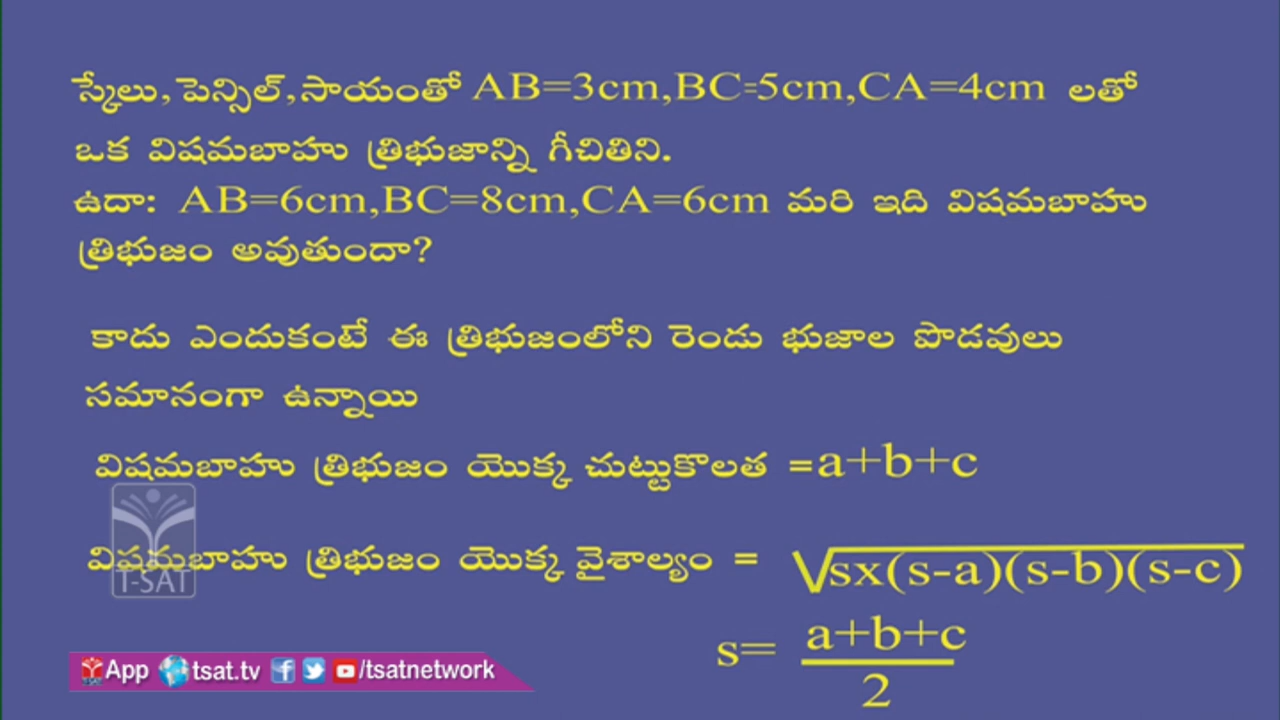 స్కేలు,పెన్సిల్,సాయంతో AB=3cm,BC=5cm,CA=4cm లతో
ఒక విషమబాహు త్రిభుజాన్ని గీచితిని.
ఉదా: AB=6cm,BC=8cm,CA=6cm మరి ఇది విషమబాహు
త్రిభుజం అవుతుందా?
కాదు ఎందుకంటే ఈ త్రిభుజంలోని రెండు భుజాల పొడవులు
సమానంగా ఉన్నాయి
విషమబాహు త్రిభుజం యొక్క చుట్టుకొలత =a+b+c
విషమబాహు త్రిభుజం యొక్క వైశాల్యం = √sx(s-a)(s-b)(s-c)
T-SAT
s= a+b+c
2
App tsat.tv /tsatnetwork